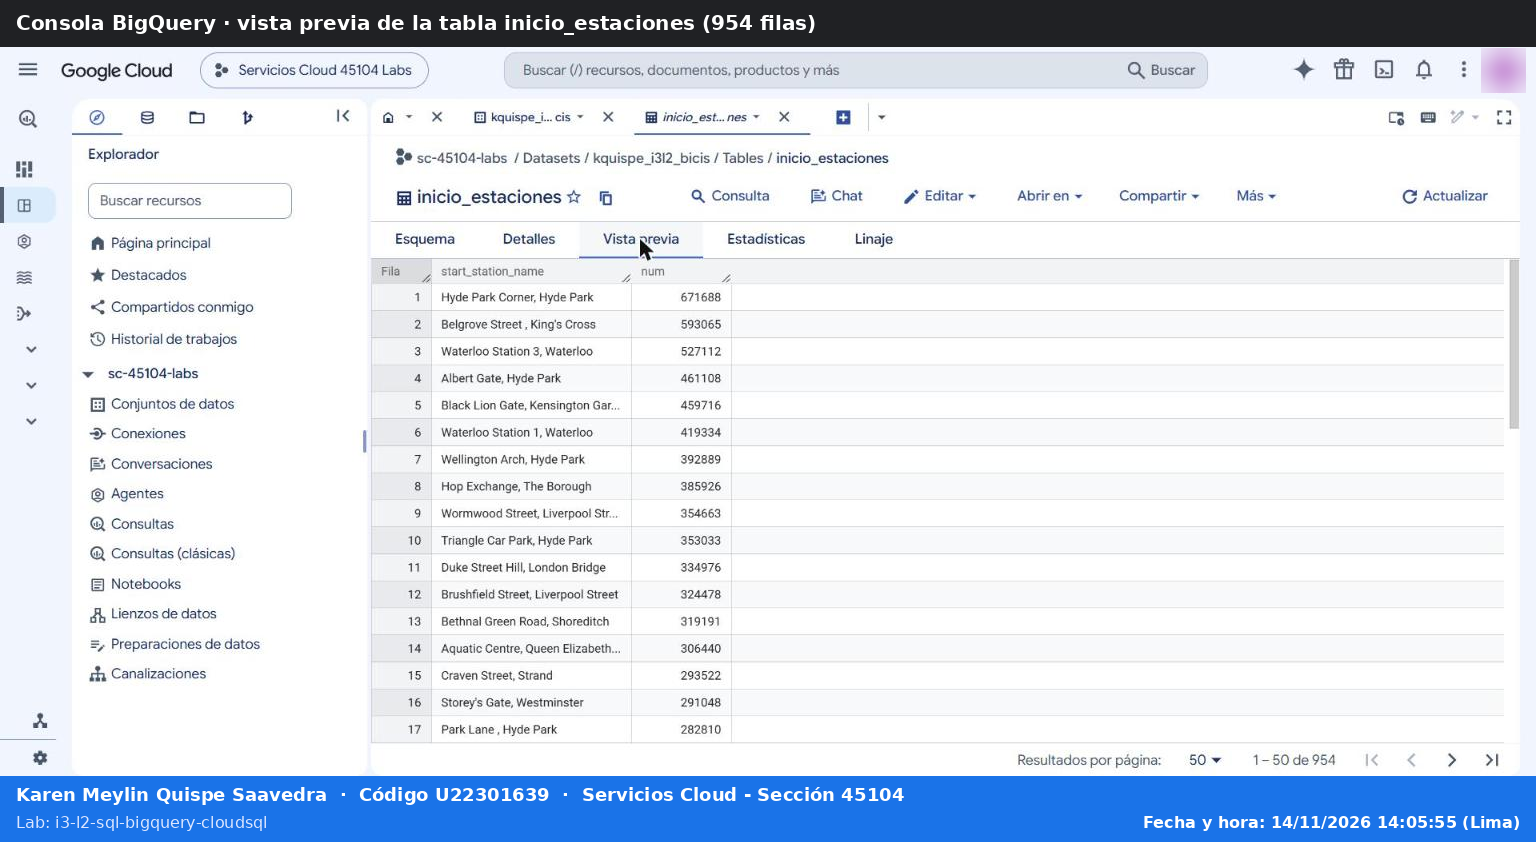 Consola BigQuery · vista previa de la tabla inicio_estaciones (954 filas)
Google Cloud
Servicios Cloud 45104 Labs
Buscar (/) recursos, documentos, productos y más
Buscar
kquispe_i... cis
inicio_est... nes
Explorador
Buscar recursos
Página principal
Destacados
Compartidos conmigo
Historial de trabajos
sc-45104-labs
Conjuntos de datos
Conexiones
Conversaciones
Agentes
Consultas
Consultas (clásicas)
Notebooks
Lienzos de datos
Preparaciones de datos
Canalizaciones
sc-45104-labs / Datasets / kquispe_i3l2_bicis / Tables / inicio_estaciones
inicio_estaciones
Consulta
Chat
Editar
Abrir en
Compartir
Más
Actualizar
Esquema
Detalles
Vista previa
Estadísticas
Linaje
Fila start_station_name num
1 Hyde Park Corner, Hyde Park 671688
2 Belgrove Street , King's Cross 593065
3 Waterloo Station 3, Waterloo 527112
4 Albert Gate, Hyde Park 461108
5 Black Lion Gate, Kensington Gar... 459716
6 Waterloo Station 1, Waterloo 419334
7 Wellington Arch, Hyde Park 392889
8 Hop Exchange, The Borough 385926
9 Wormwood Street, Liverpool Str... 354663
10 Triangle Car Park, Hyde Park 353033
11 Duke Street Hill, London Bridge 334976
12 Brushfield Street, Liverpool Street 324478
13 Bethnal Green Road, Shoreditch 319191
14 Aquatic Centre, Queen Elizabeth... 306440
15 Craven Street, Strand 293522
16 Storey's Gate, Westminster 291048
17 Park Lane , Hyde Park 282810
Resultados por página: 50 1 – 50 de 954
Karen Meylin Quispe Saavedra · Código U22301639 · Servicios Cloud - Sección 45104
Lab: i3-l2-sql-bigquery-cloudsql
Fecha y hora: 14/11/2026 14:05:55 (Lima)